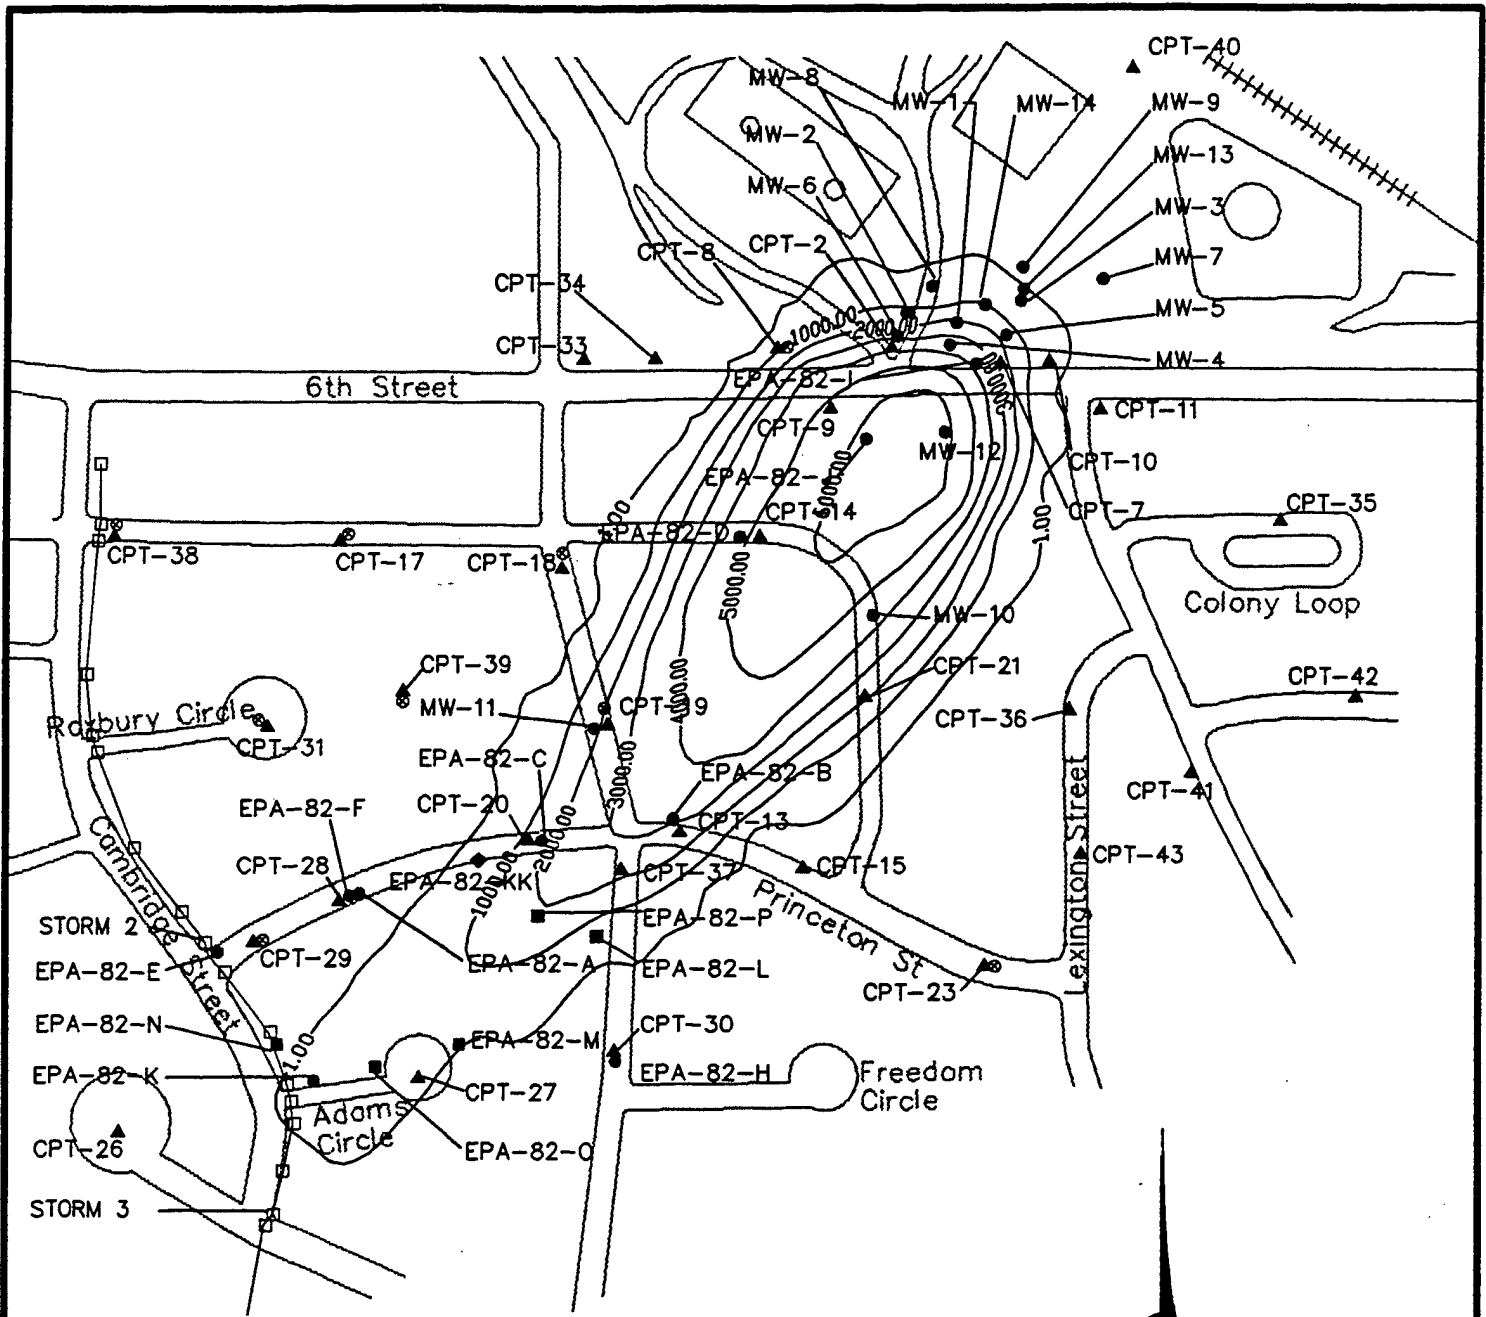 CPT-40
MW-8
MW-1
MW-14
MW-9
MW-2
MW-13
MW-6
MW-3
CPT-8
CPT-2
MW-7
CPT-34
MW-5
1000.00
2000.00
CPT-33
MW-4
6th Street
EPA-82-I
3000.00
CPT-9
CPT-11
MW-12
CPT-10
EPA-82-
6000.00
CPT-14
CPT-7
CPT-35
1.00
EPA-82-D
1.00
CPT-38
CPT-17
CPT-18
5000.00
Colony Loop
MW-10
CPT-39
CPT-21
CPT-42
4000.00
MW-11
CPT-19
CPT-36
Roxbury Circle
CPT-31
EPA-82-C
3000.00
EPA-82-B
CPT-41
EPA-82-F
CPT-20
2000.00
CPT-13
Lexington Street
Cambridge Street
CPT-28
EPA-82-KK
1000.00
CPT-37
CPT-15
CPT-43
STORM 2
EPA-82-P
Princeton St
EPA-82-E
CPT-29
EPA-82-A
EPA-82-L
CPT-23
EPA-82-N
1.00
EPA-82-M
CPT-30
EPA-82-K
CPT-27
EPA-82-H
Freedom
Circle
Adams
Circle
CPT-26
EPA-82-O
STORM 3